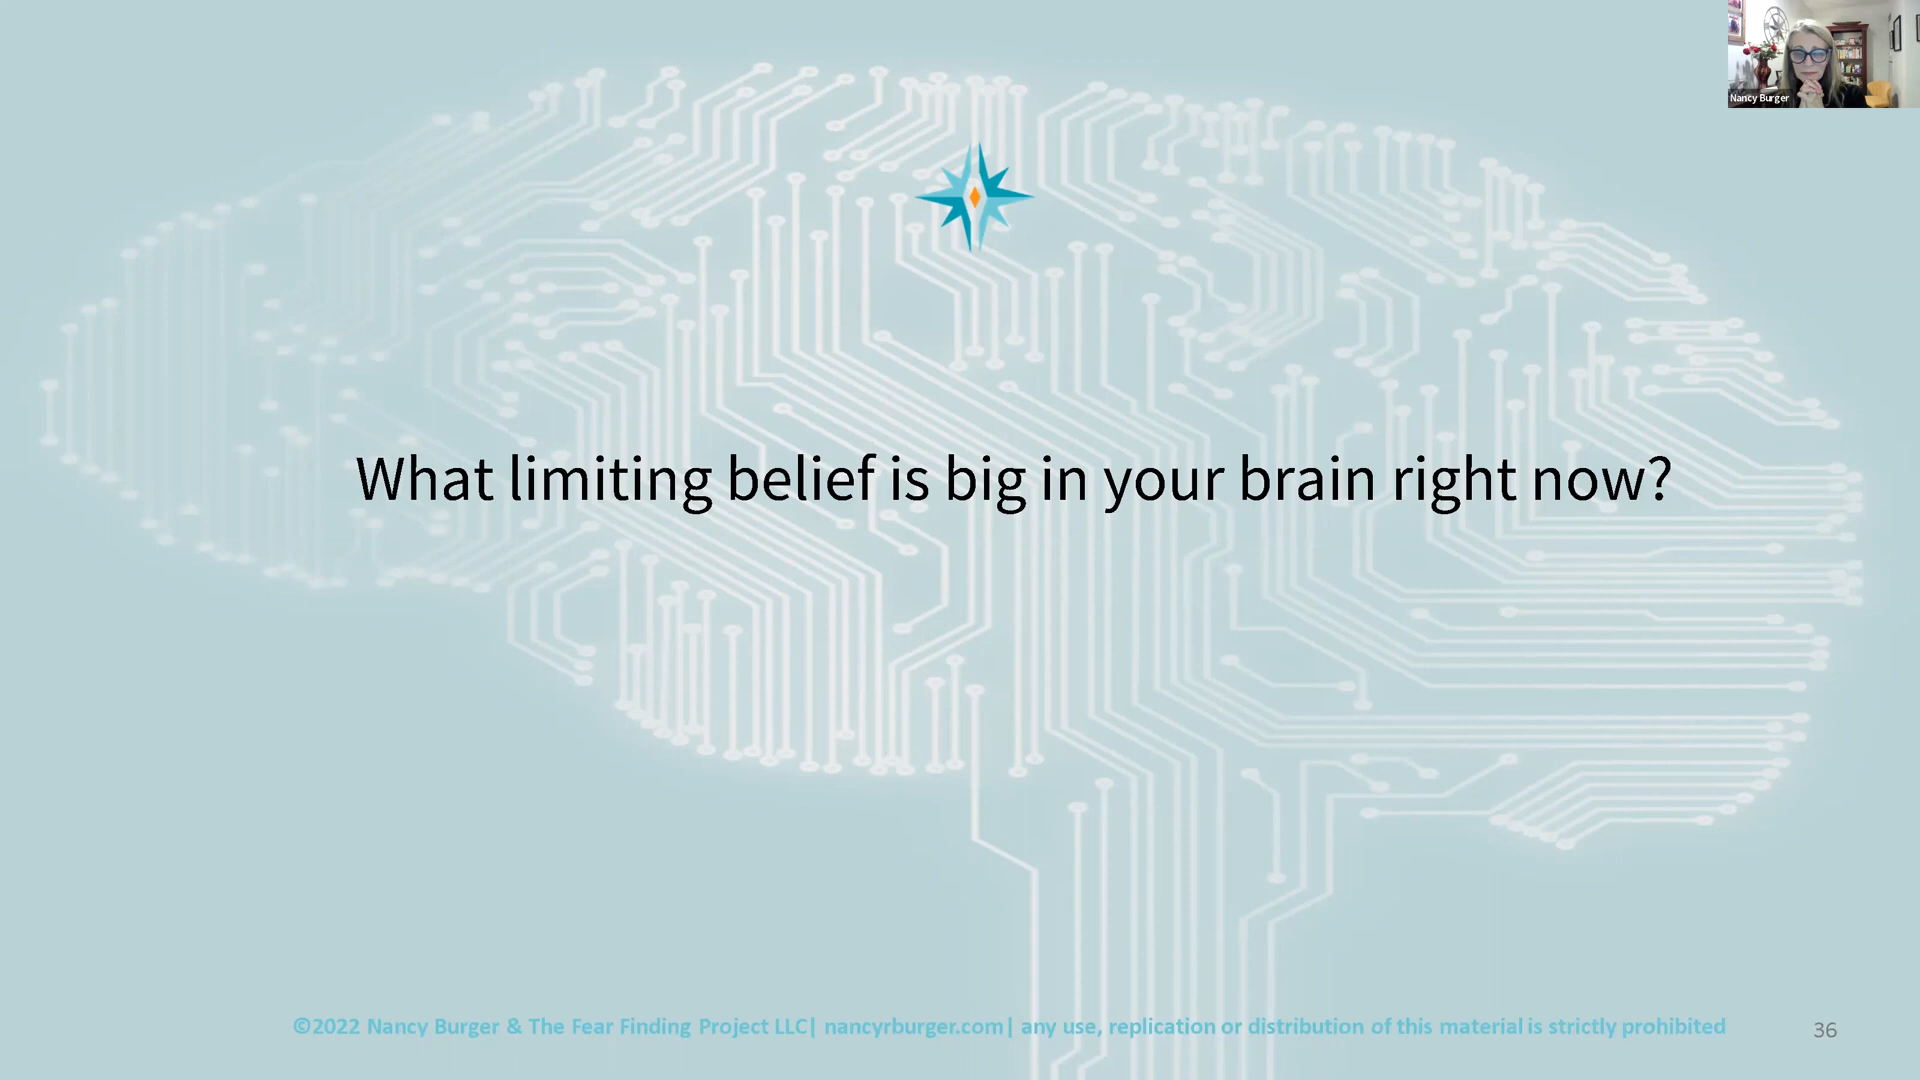 Nancy Burger
What limiting belief is big in your brain right now?
©2022 Nancy Burger & The Fear Finding Project LLC| nancyrburger.com| any use, replication or distribution of this material is strictly prohibited
36